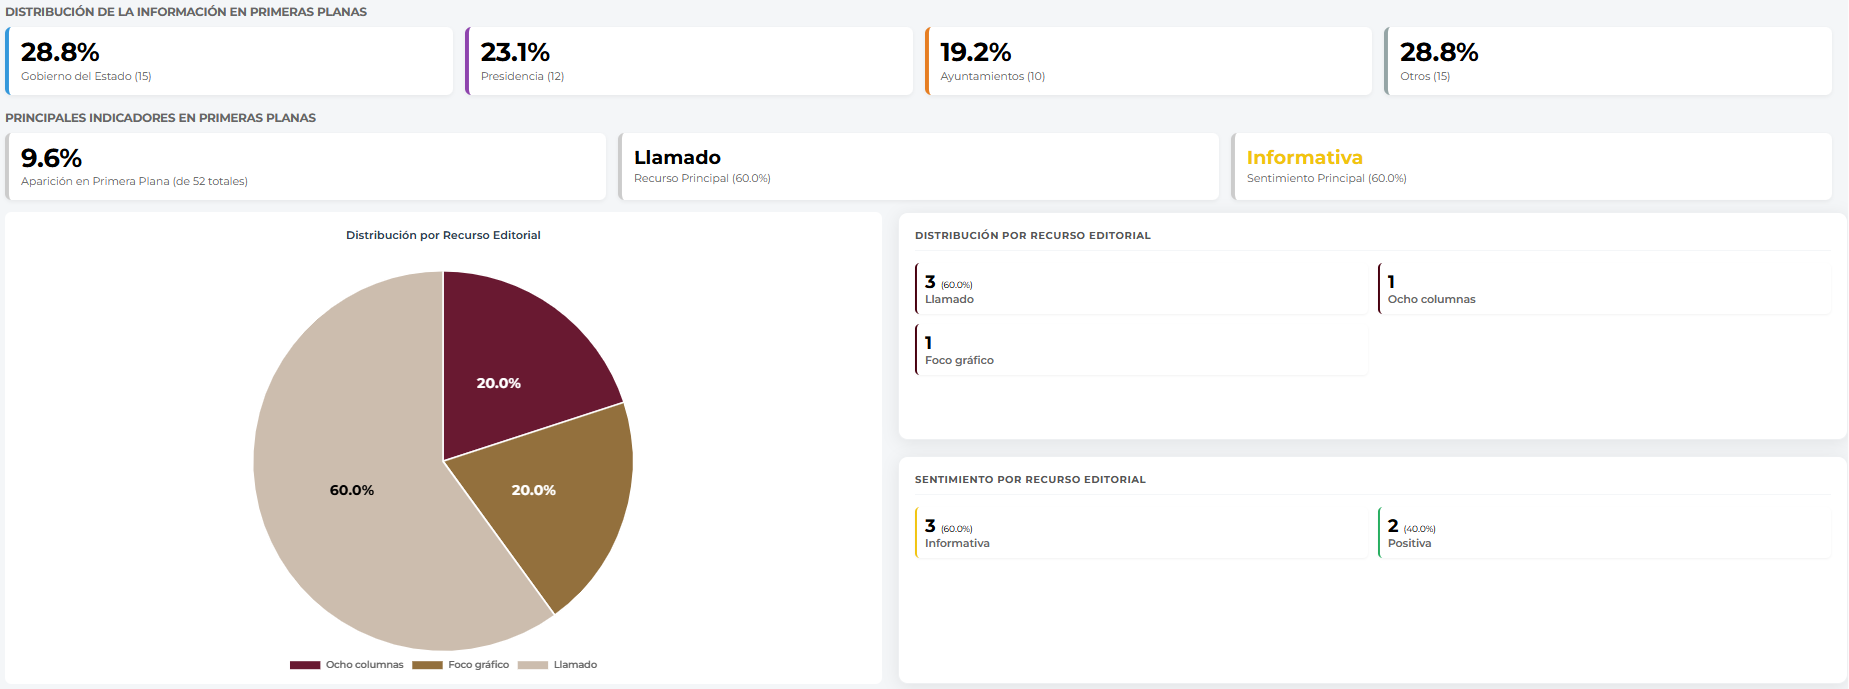 DISTRIBUCIÓN DE LA INFORMACIÓN EN PRIMERAS PLANAS
28.8%
Gobierno del Estado (15)
23.1%
Presidencia (12)
19.2%
Ayuntamientos (10)
28.8%
Otros (15)
PRINCIPALES INDICADORES EN PRIMERAS PLANAS
9.6%
Aparición en Primera Plana (de 52 totales)
Llamado
Recurso Principal (60.0%)
Informativa
Sentimiento Principal (60.0%)
Distribución por Recurso Editorial
20.0%
20.0%
60.0%
Ocho columnas Foco gráfico Llamado
DISTRIBUCIÓN POR RECURSO EDITORIAL
3 (60.0%)
Llamado
1
Ocho columnas
1
Foco gráfico
SENTIMIENTO POR RECURSO EDITORIAL
3 (60.0%)
Informativa
2 (40.0%)
Positiva